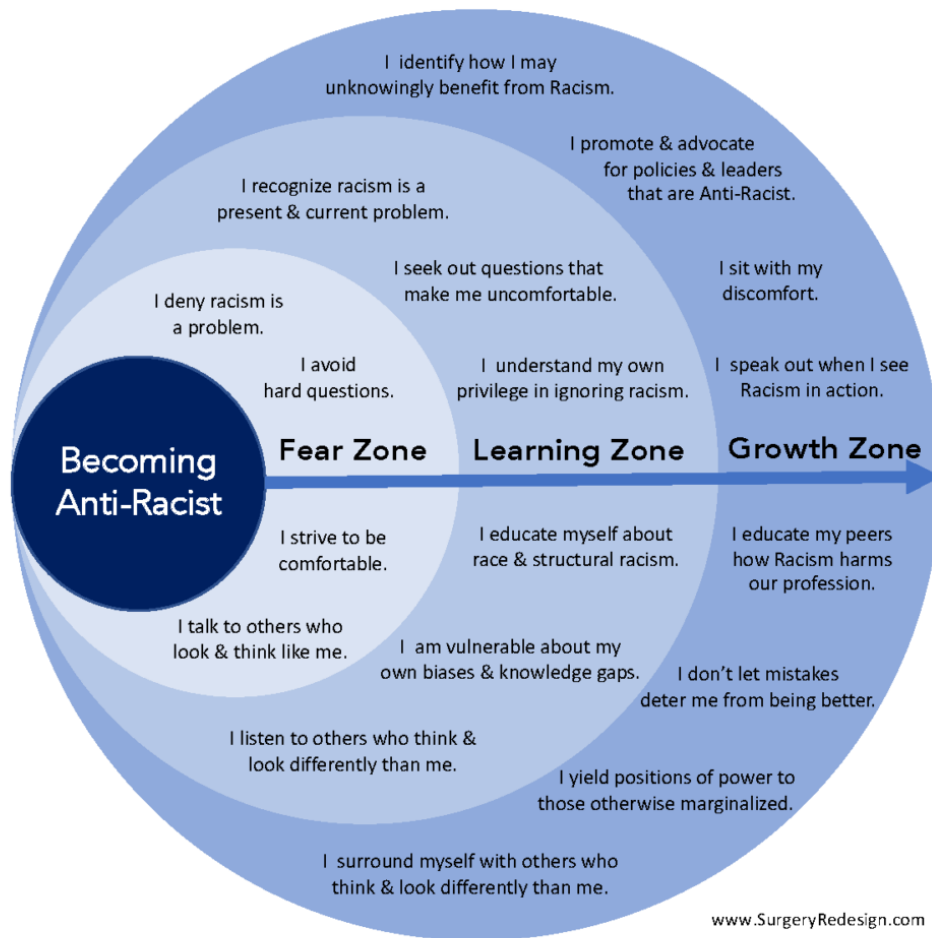 I identify how I may
unknowingly benefit from Racism.
I promote & advocate
for policies & leaders
that are Anti-Racist.
I recognize racism is a
present & current problem.
I seek out questions that
make me uncomfortable.
I sit with my
discomfort.
I deny racism is
a problem.
I avoid
hard questions.
I understand my own
privilege in ignoring racism.
I speak out when I see
Racism in action.
Becoming
Anti-Racist
Fear Zone
Learning Zone
Growth Zone
I strive to be
comfortable.
I educate myself about
race & structural racism.
I educate my peers
how Racism harms
our profession.
I talk to others who
look & think like me.
I am vulnerable about my
own biases & knowledge gaps.
I don’t let mistakes
deter me from being better.
I listen to others who think &
look differently than me.
I yield positions of power to
those otherwise marginalized.
I surround myself with others who
think & look differently than me.
www.SurgeryRedesign.com